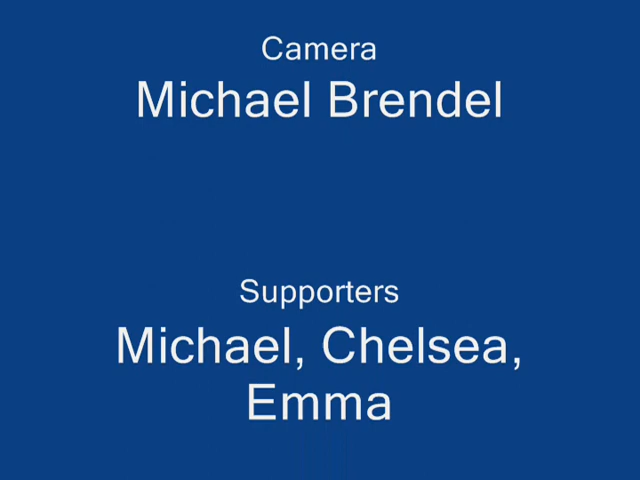 Camera
Michael Brendel
Supporters
Michael, Chelsea,
Emma